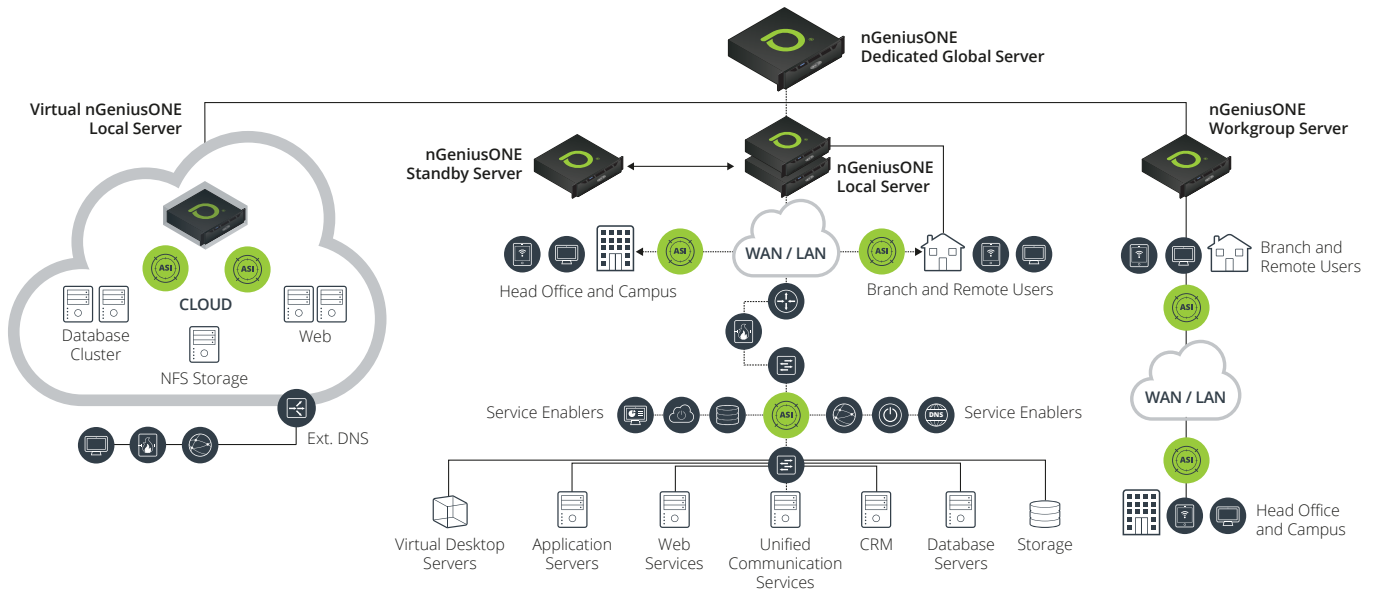 nGeniusONE
Dedicated Global Server
Virtual nGeniusONE
Local Server
nGeniusONE
Standby Server
nGeniusONE
Local Server
nGeniusONE
Workgroup Server
ASI
ASI
CLOUD
Database
Cluster
Web
NFS Storage
Ext. DNS
ASI
WAN / LAN
ASI
Head Office and Campus
Branch and Remote Users
Service Enablers
ASI
DNS
Service Enablers
Virtual Desktop
Servers
Application
Servers
Web
Services
Unified
Communication
Services
CRM
Database
Servers
Storage
Branch and
Remote Users
ASI
WAN / LAN
ASI
Head Office
and Campus